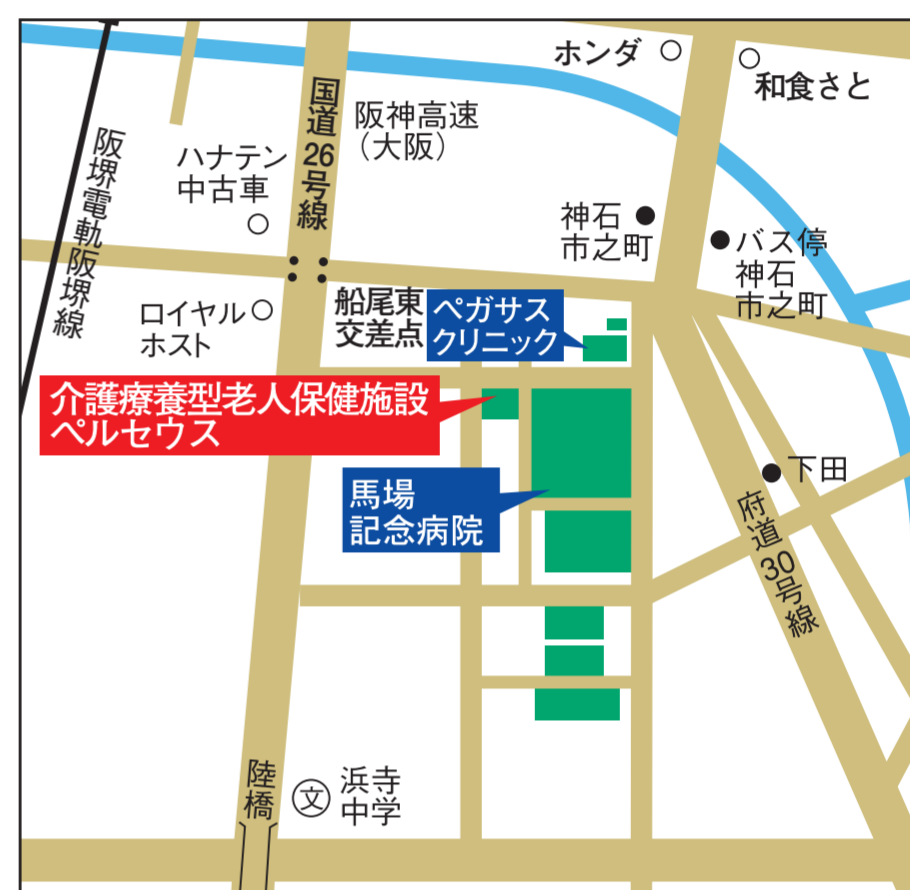 ホンダ
和食さと
国道26号線
阪神高速
（大阪）
阪堺電軌阪堺線
ハナテン
中古車
神石
市之町
バス停
神石
市之町
ロイヤル
ホスト
船尾東
交差点
ペガサス
クリニック
介護療養型老人保健施設
ペルセウス
馬場
記念病院
下田
府道30号線
陸橋
文
浜寺
中学